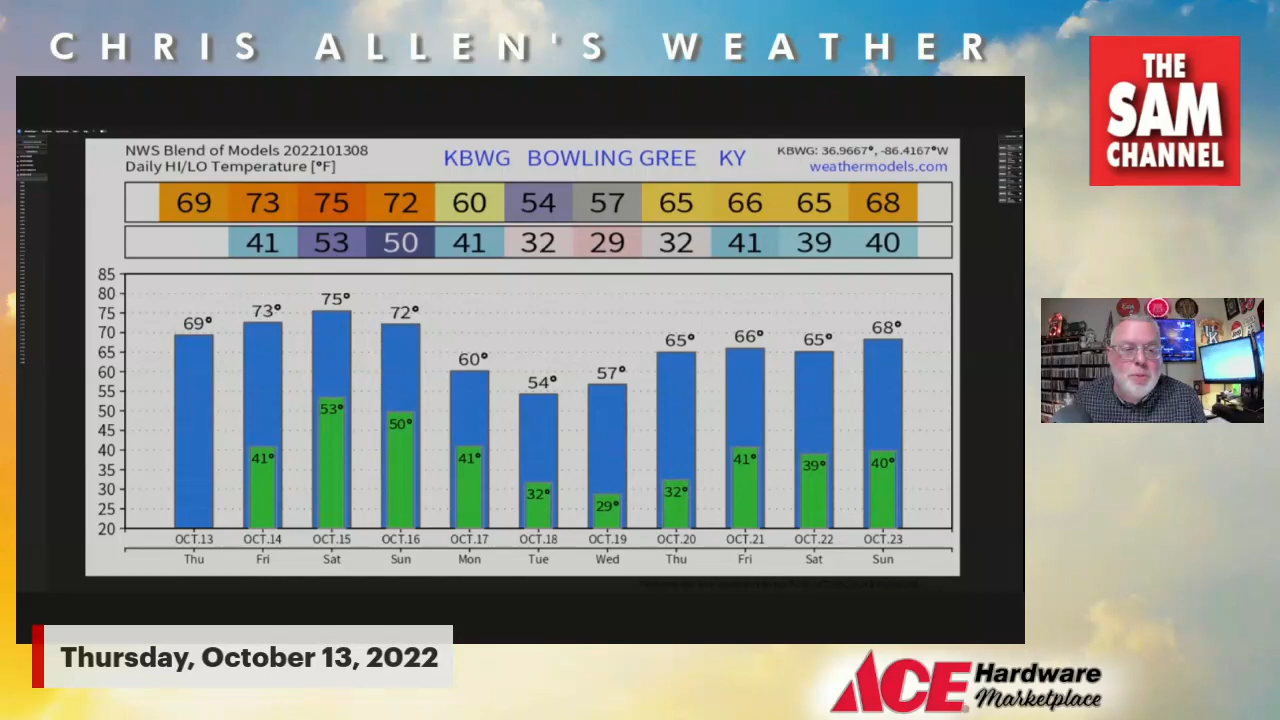 CHRIS ALLEN'S WEATHER
THE
SAM
CHANNEL
NWS Blend of Models 2022101308
Daily HI/LO Temperature [°F]
KBWG BOWLING GREE KY
KBWG: 36.9667°, -86.4167°W
weathermodels.com
69 73 75 72 60 54 57 65 66 65 68
41 53 50 41 32 29 32 41 39 40
85
80
75
70
65
60
55
50
45
40
35
30
25
20
69° 73° 75° 72° 60° 54° 57° 65° 66° 65° 68°
41° 53° 50° 41° 32° 29° 32° 41° 39° 40°
OCT.13 OCT.14 OCT.15 OCT.16 OCT.17 OCT.18 OCT.19 OCT.20 OCT.21 OCT.22 OCT.23
Thu Fri Sat Sun Mon Tue Wed Thu Fri Sat Sun
Thursday, October 13, 2022
ACE Hardware
Marketplace